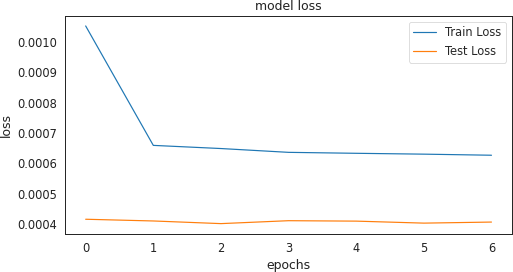 model loss
Train Loss
Test Loss
0.0010
0.0009
0.0008
0.0007
0.0006
0.0005
0.0004
loss
0 1 2 3 4 5 6
epochs